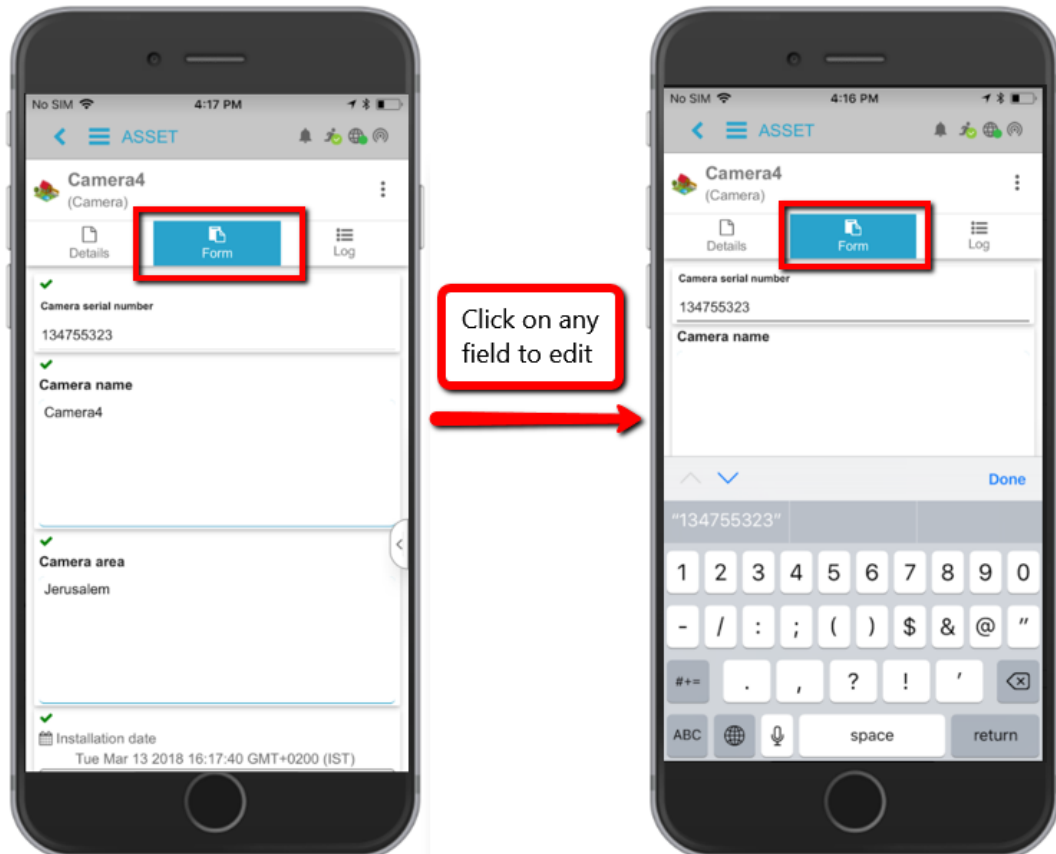 No SIM 4:17 PM
ASSET
Camera4
(Camera)
Details Form Log
Camera serial number
134755323
Camera name
Camera4
Camera area
Jerusalem
Installation date
Tue Mar 13 2018 16:17:40 GMT+0200 (IST)
Click on any
field to edit
No SIM 4:16 PM
ASSET
Camera4
(Camera)
Details Form Log
Camera serial number
134755323
Camera name
Done
"134755323"
1 2 3 4 5 6 7 8 9 0
- / : ; ( ) $ & @ "
#+= . , ? ! '
ABC space return